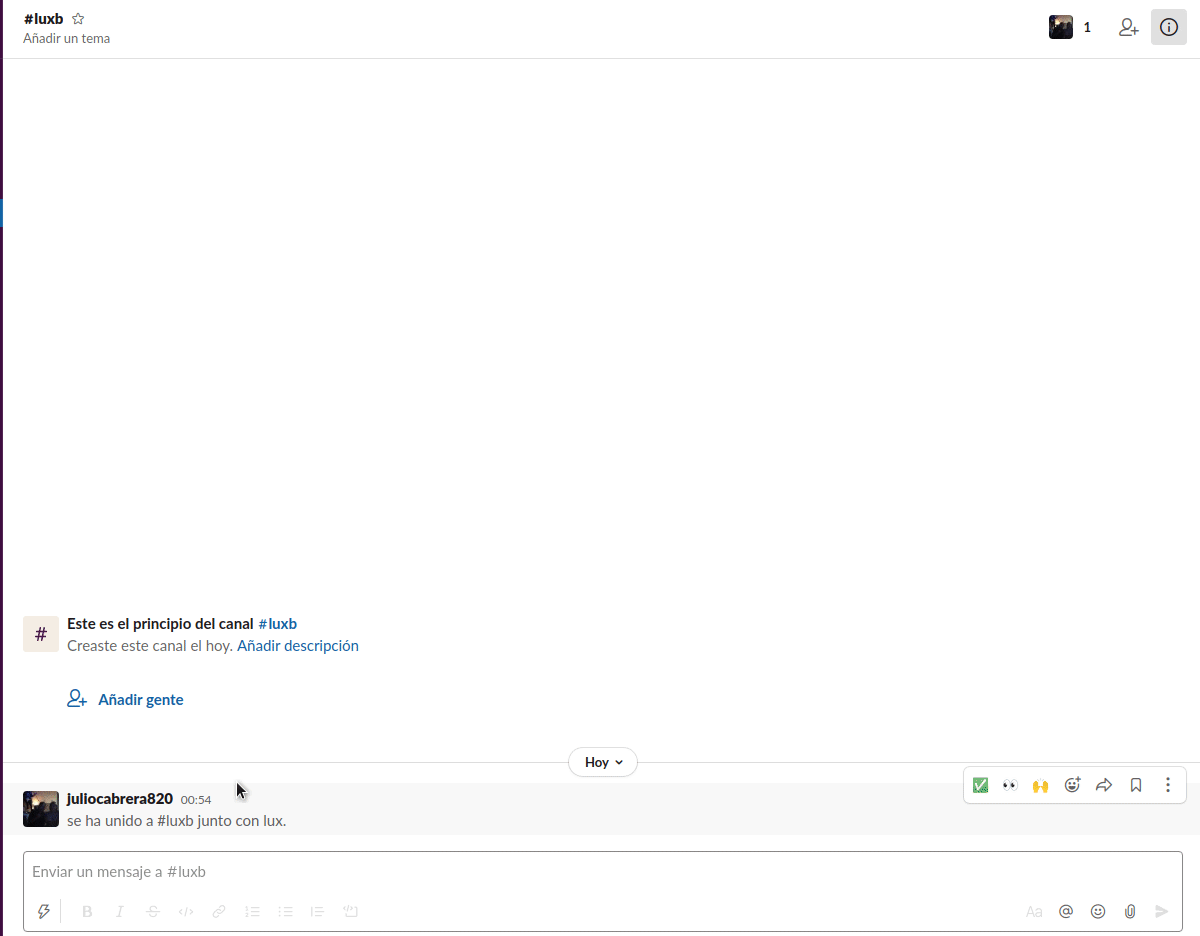 #luxb
Añadir un tema
1
Este es el principio del canal #luxb
Creaste este canal el hoy. Añadir descripción
Añadir gente
Hoy
juliocabrera820 00:54
se ha unido a #luxb junto con lux.
Enviar un mensaje a #luxb
B I S Aa @